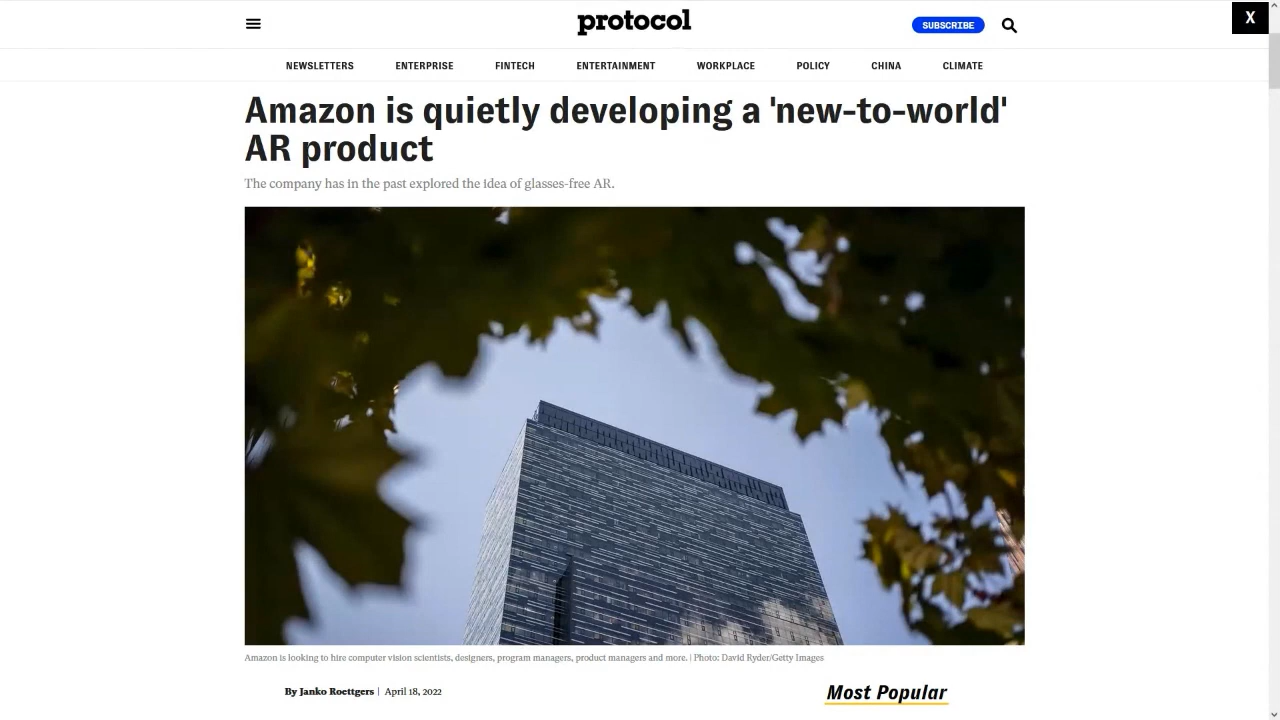 protocol
SUBSCRIBE
X
NEWSLETTERS ENTERPRISE FINTECH ENTERTAINMENT WORKPLACE POLICY CHINA CLIMATE
Amazon is quietly developing a 'new-to-world'
AR product
The company has in the past explored the idea of glasses-free AR.
Amazon is looking to hire computer vision scientists, designers, program managers, product managers and more. | Photo: David Ryder/Getty Images
By Janko Roettgers | April 18, 2022
Most Popular